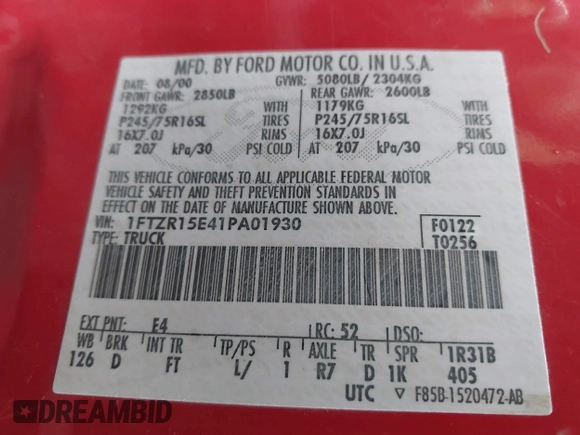 MFD. BY FORD MOTOR CO. IN U.S.A.
DATE: 08/00 GVWR: 5080LB/ 2304KG
FRONT GAWR: 2850LB REAR GAWR: 2600LB
1292KG WITH 1179KG WITH
P245/75R16SL TIRES P245/75R16SL TIRES
16X7.0J RIMS 16X7.0J RIMS
AT 207 kPa/30 PSI COLD AT 207 kPa/30 PSI COLD
THIS VEHICLE CONFORMS TO ALL APPLICABLE FEDERAL MOTOR
VEHICLE SAFETY AND THEFT PREVENTION STANDARDS IN
EFFECT ON THE DATE OF MANUFACTURE SHOWN ABOVE.
VIN: 1FTZR15E41PA01930 F0122
TYPE: TRUCK T0256
EXT PNT: E4 RC: 52 DSO:
WB BRK INT TR TP/PS R AXLE TR SPR 1R31B
126 D FT L/ 1 R7 D 1K 405
UTC ▽ F85B-1520472-AB
DREAMBID